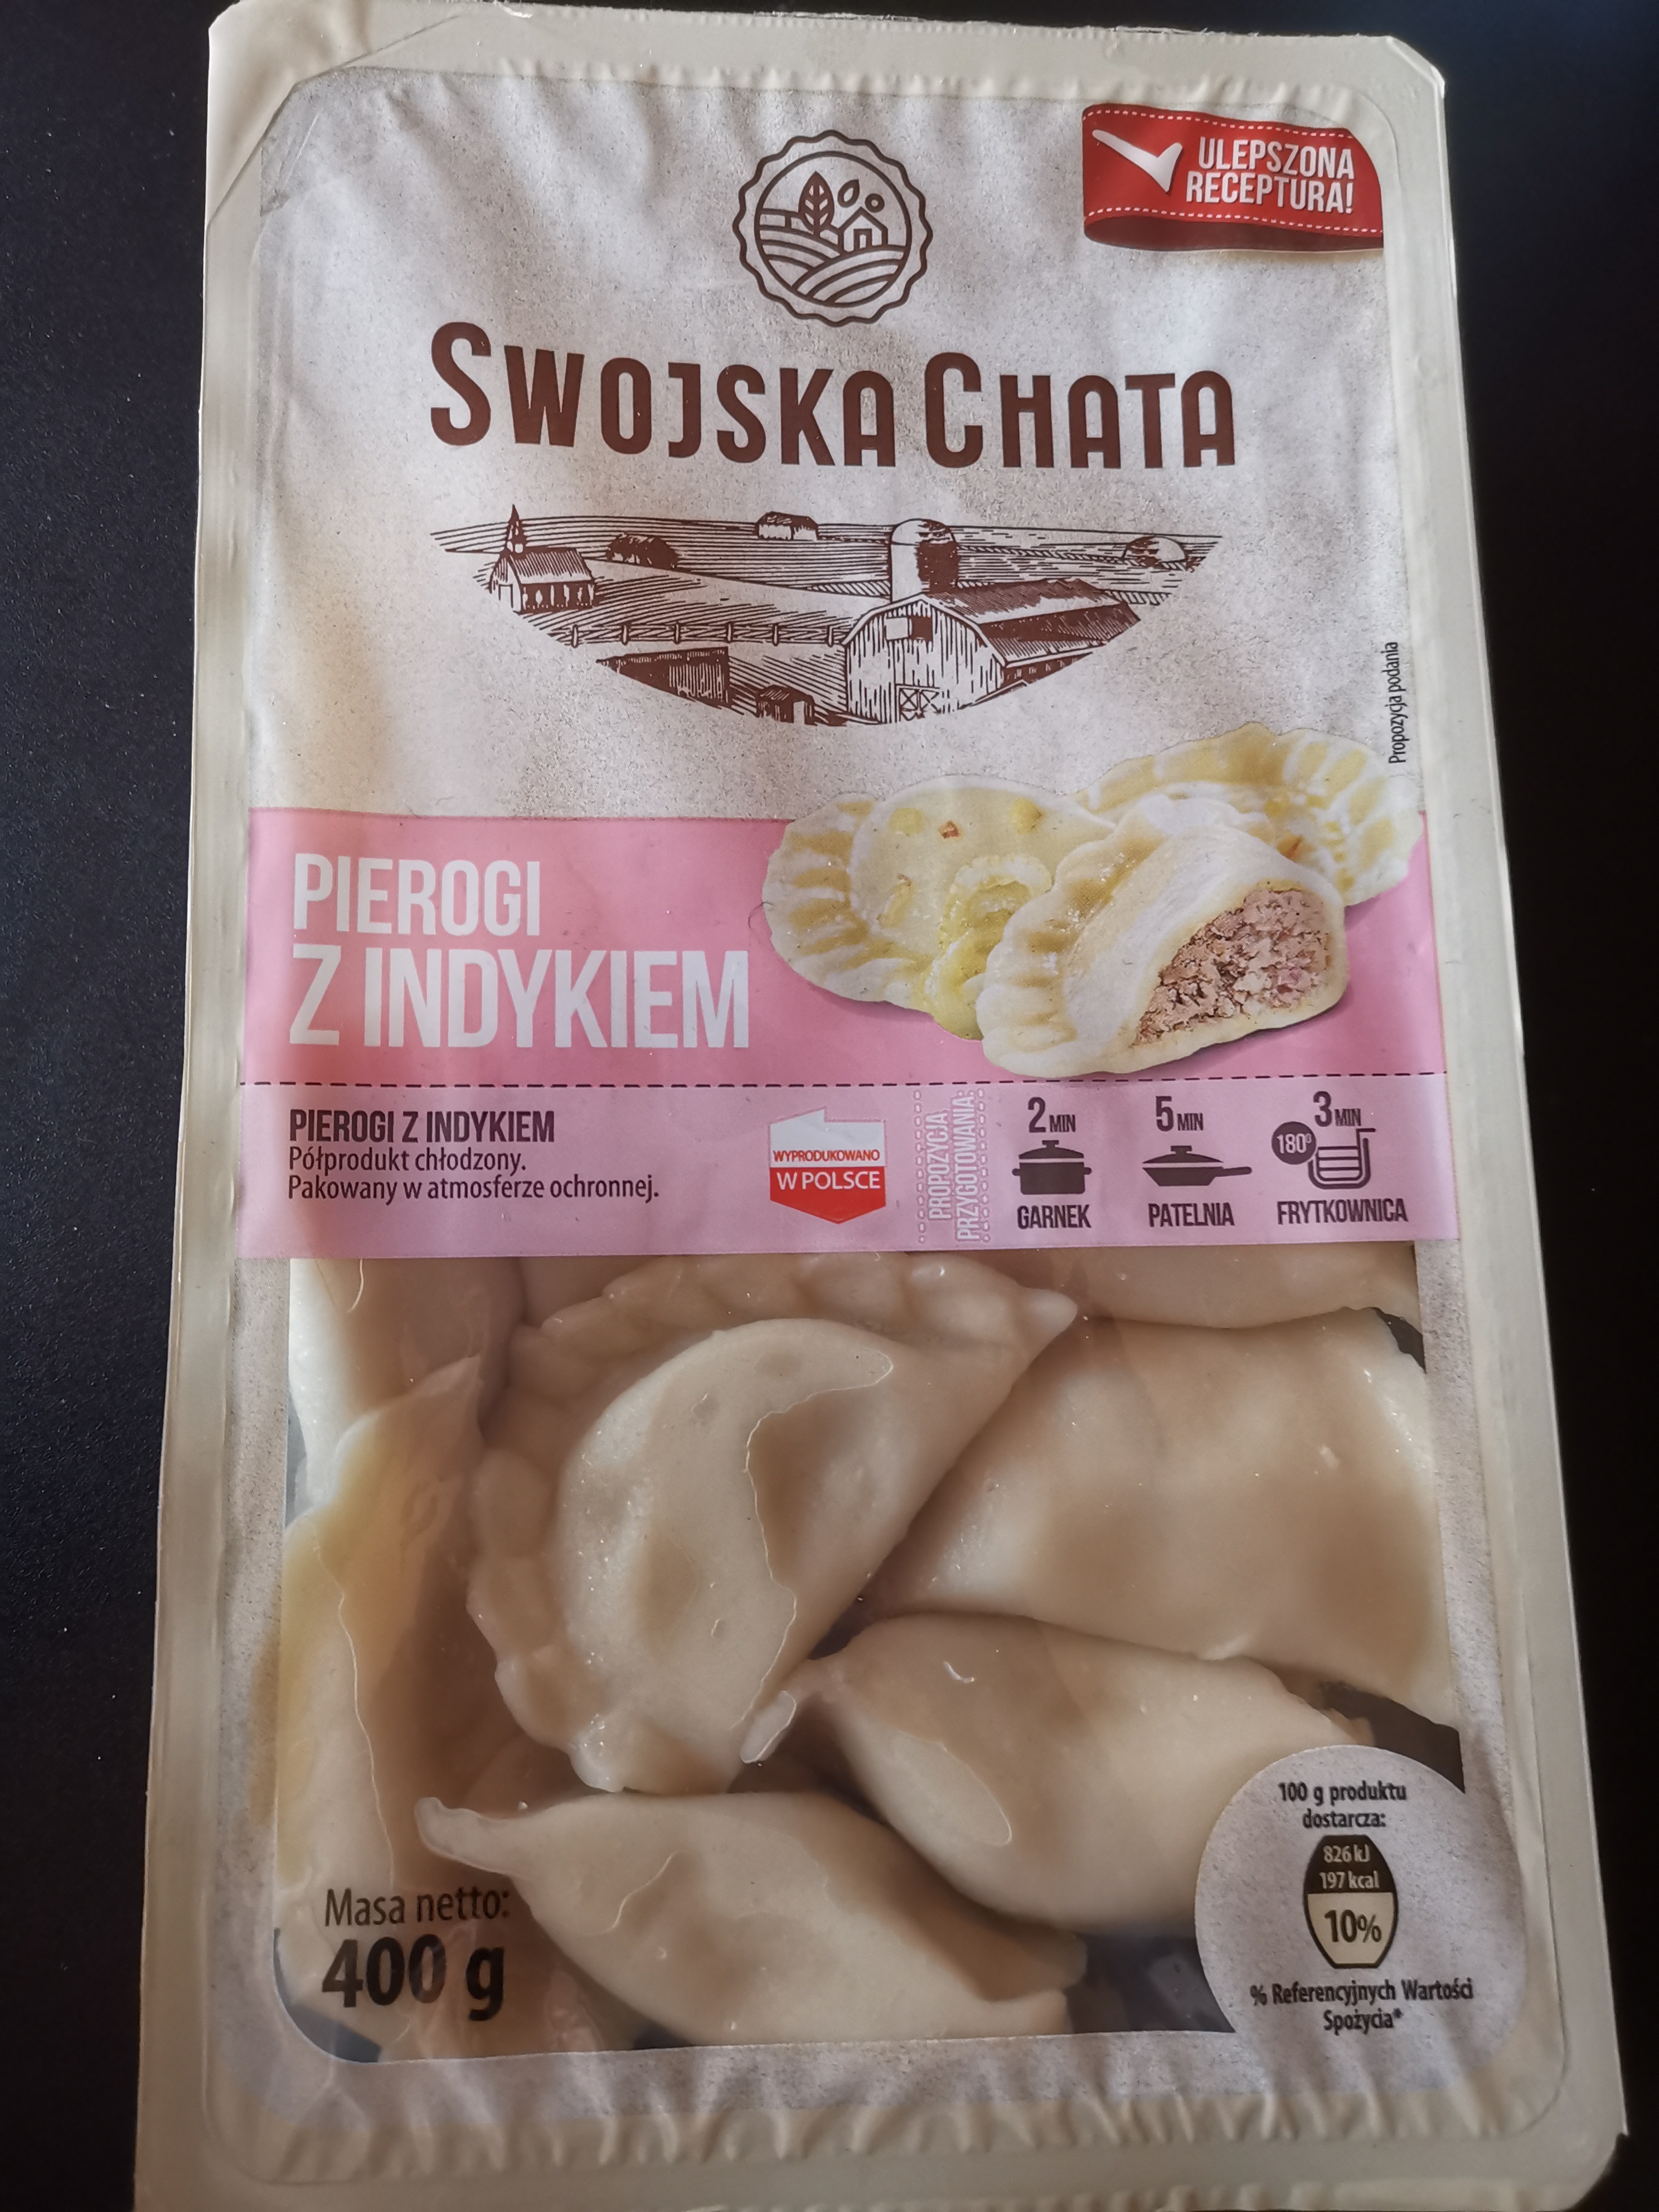 ULEPSZONA
RECEPTURA!
SWOJSKA CHATA
Propozycja podania
PIEROGI
Z INDYKIEM
PIEROGI Z INDYKIEM
Półprodukt chłodzony.
Pakowany w atmosferze ochronnej.
WYPRODUKOWANO
W POLSCE
PROPOZYCJA
PRZYGOTOWANIA:
2 MIN
GARNEK
5 MIN
PATELNIA
3 MIN
180°
FRYTKOWNICA
Masa netto:
400 g
100 g produktu
dostarcza:
826 kJ
197 kcal
10%
% Referencyjnych Wartości
Spożycia*